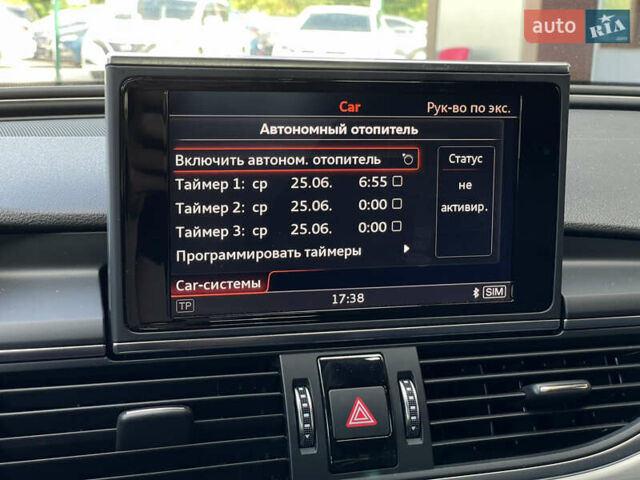 auto RIA
Car Рук-во по экс.
Автономный отопитель
Включить автоном. отопитель
Статус
Таймер 1: ср 25.06. 6:55
не
Таймер 2: ср 25.06. 0:00
активир.
Таймер 3: ср 25.06. 0:00
Программировать таймеры
Car-системы
TP 17:38 SIM